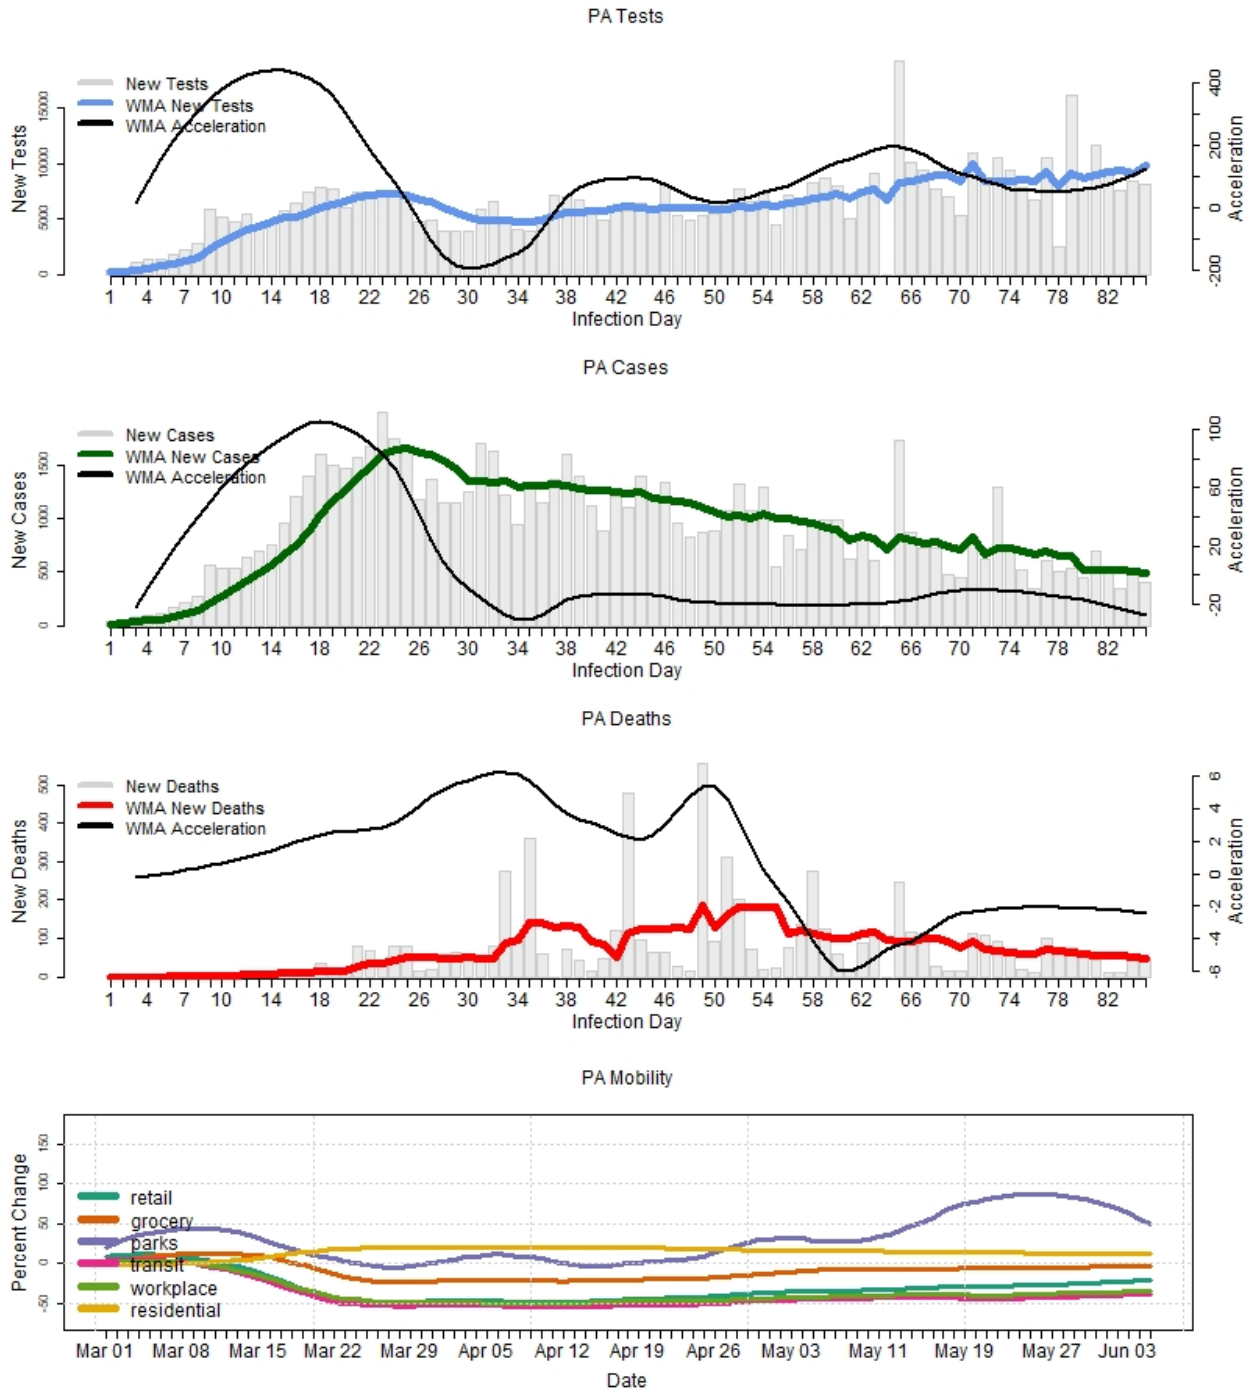 PA Tests
New Tests
WMA New Tests
WMA Acceleration
New Tests
0 5000 10000 15000
-200 0 200 400
Acceleration
1 4 7 10 14 18 22 26 30 34 38 42 46 50 54 58 62 66 70 74 78 82
Infection Day
PA Cases
New Cases
WMA New Cases
WMA Acceleration
New Cases
0 500 1000 1500
-20 20 60 100
Acceleration
1 4 7 10 14 18 22 26 30 34 38 42 46 50 54 58 62 66 70 74 78 82
Infection Day
PA Deaths
New Deaths
WMA New Deaths
WMA Acceleration
New Deaths
0 100 200 300 400 500
-6 -4 -2 0 2 4 6
Acceleration
1 4 7 10 14 18 22 26 30 34 38 42 46 50 54 58 62 66 70 74 78 82
Infection Day
PA Mobility
Percent Change
-50 0 50 100 150
retail
grocery
parks
transit
workplace
residential
Mar 01 Mar 08 Mar 15 Mar 22 Mar 29 Apr 05 Apr 12 Apr 19 Apr 26 May 03 May 11 May 19 May 27 Jun 03
Date